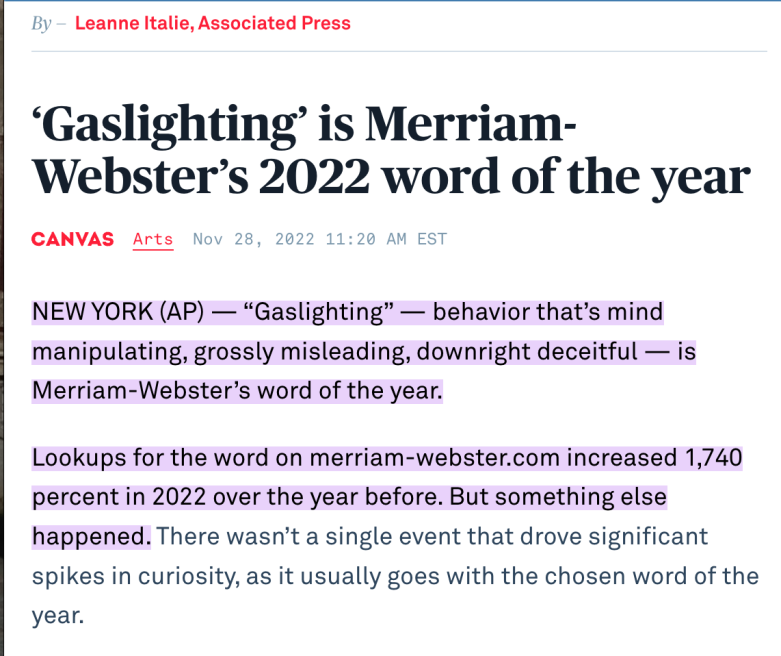 By – Leanne Italie, Associated Press
‘Gaslighting’ is Merriam-
Webster’s 2022 word of the year
CANVAS Arts Nov 28, 2022 11:20 AM EST
NEW YORK (AP) — “Gaslighting” — behavior that’s mind
manipulating, grossly misleading, downright deceitful — is
Merriam-Webster’s word of the year.
Lookups for the word on merriam-webster.com increased 1,740
percent in 2022 over the year before. But something else
happened. There wasn’t a single event that drove significant
spikes in curiosity, as it usually goes with the chosen word of the
year.